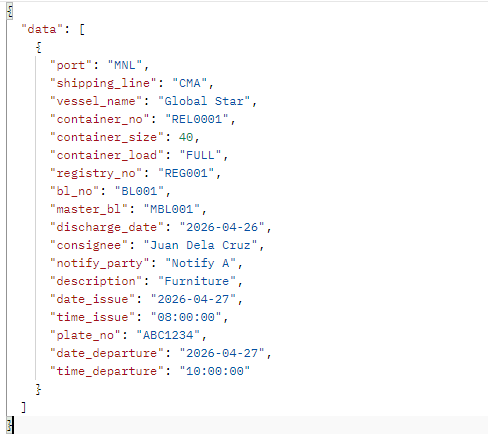 {
"data": [
{
"port": "MNL",
"shipping_line": "CMA",
"vessel_name": "Global Star",
"container_no": "REL0001",
"container_size": 40,
"container_load": "FULL",
"registry_no": "REG001",
"bl_no": "BL001",
"master_bl": "MBL001",
"discharge_date": "2026-04-26",
"consignee": "Juan Dela Cruz",
"notify_party": "Notify A",
"description": "Furniture",
"date_issue": "2026-04-27",
"time_issue": "08:00:00",
"plate_no": "ABC1234",
"date_departure": "2026-04-27",
"time_departure": "10:00:00"
}
]
}